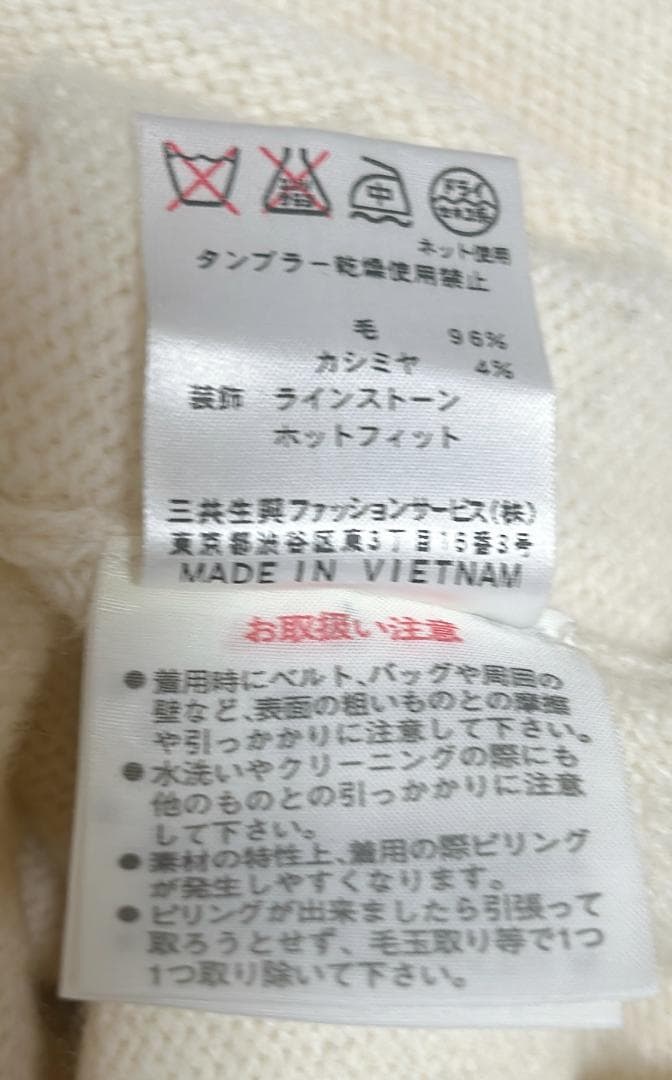 中 ドライ
ネット使用
タンブラー乾燥使用禁止
毛 96%
カシミヤ 4%
装飾 ラインストーン
ホットフィット
三共生興ファッションサービス(株)
東京都渋谷区東3丁目16番3号
MADE IN VIETNAM
お取扱い注意
●着用時にベルト、バッグや周囲の
壁など、表面の粗いものとの摩擦
や引っかかりに注意して下さい。
●水洗いやクリーニングの際にも
他のものとの引っかかりに注意
して下さい。
●素材の特性上、着用の際ピリング
が発生しやすくなります。
●ピリングが出来ましたら引張って
取ろうとせず、毛玉取り等で1つ
1つ取り除いて下さい。